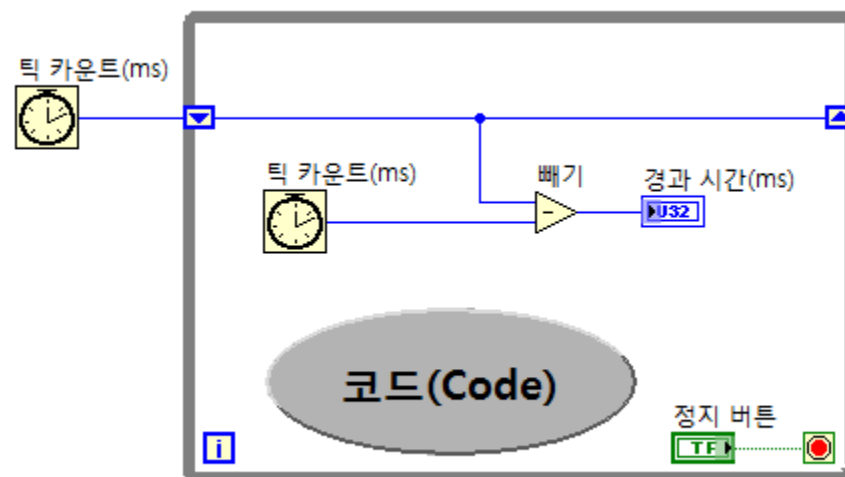 틱 카운트(ms)
틱 카운트(ms)
빼기
경과 시간(ms)
U32
코드(Code)
정지 버튼
TF
i